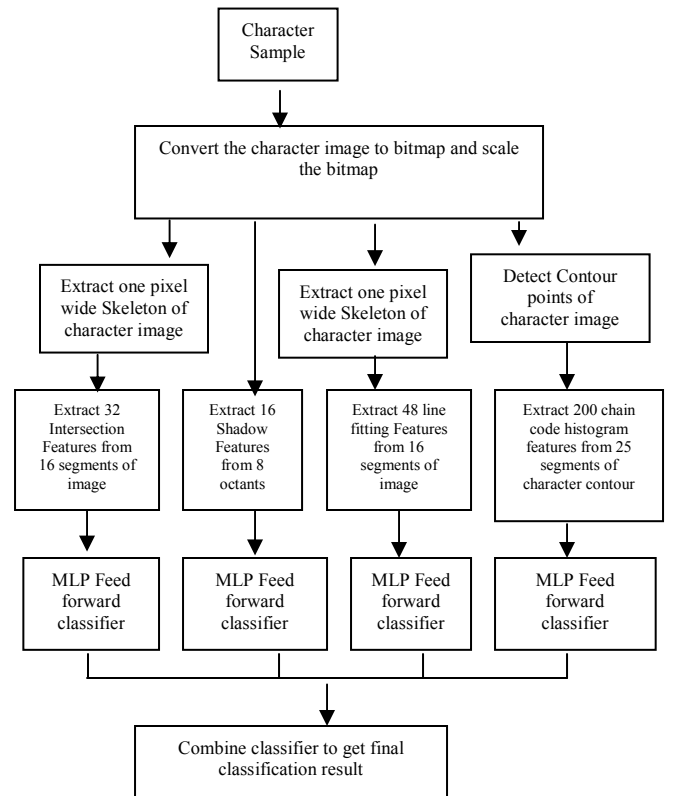 Character
Sample
Convert the character image to bitmap and scale
the bitmap
Extract one pixel
wide Skeleton of
character image
Extract one pixel
wide Skeleton of
character image
Detect Contour
points of
character image
Extract 32
Intersection
Features from
16 segments of
image
Extract 16
Shadow
Features
from 8
octants
Extract 48 line
fitting Features
from 16
segments of
image
Extract 200 chain
code histogram
features from 25
segments of
character contour
MLP Feed
forward
classifier
MLP Feed
forward
classifier
MLP Feed
forward
classifier
MLP Feed
forward
classifier
Combine classifier to get final
classification result